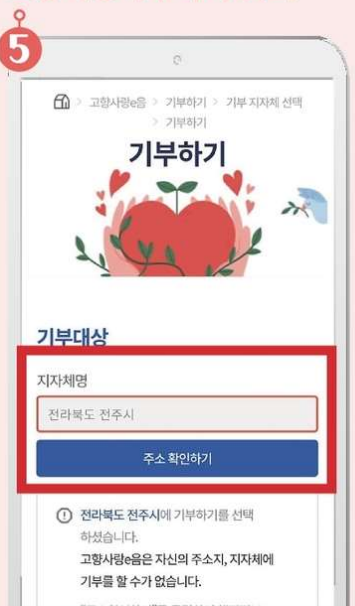 5
고향사랑e음 > 기부하기 > 기부 지자체 선택
> 기부하기
기부하기
기부대상
지자체명
전라북도 전주시
주소 확인하기
전라북도 전주시에 기부하기를 선택
하셨습니다.
고향사랑e음은 자신의 주소지, 지자체에
기부를 할 수가 없습니다.